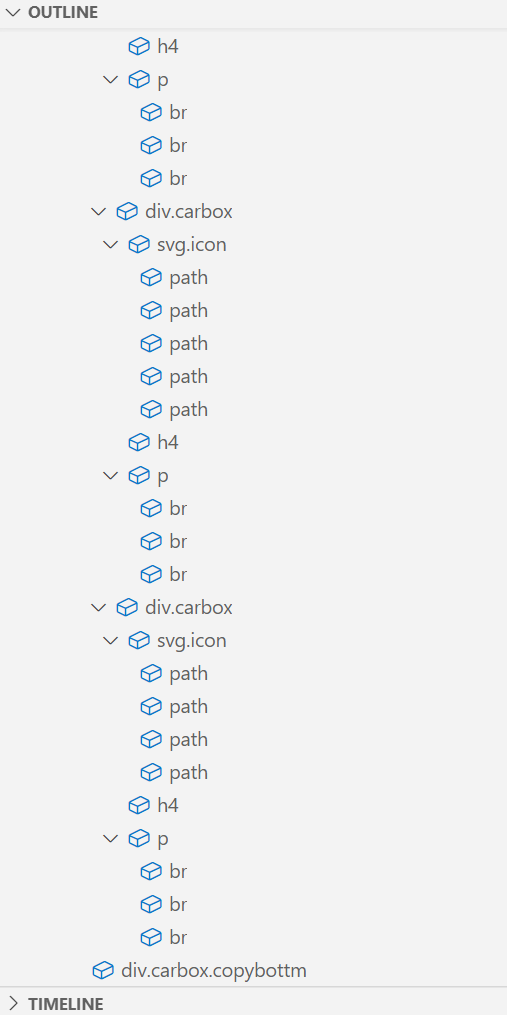 OUTLINE
h4
p
br
br
br
div.carbox
svg.icon
path
path
path
path
path
h4
p
br
br
br
div.carbox
svg.icon
path
path
path
path
h4
p
br
br
br
div.carbox.copybottm
TIMELINE